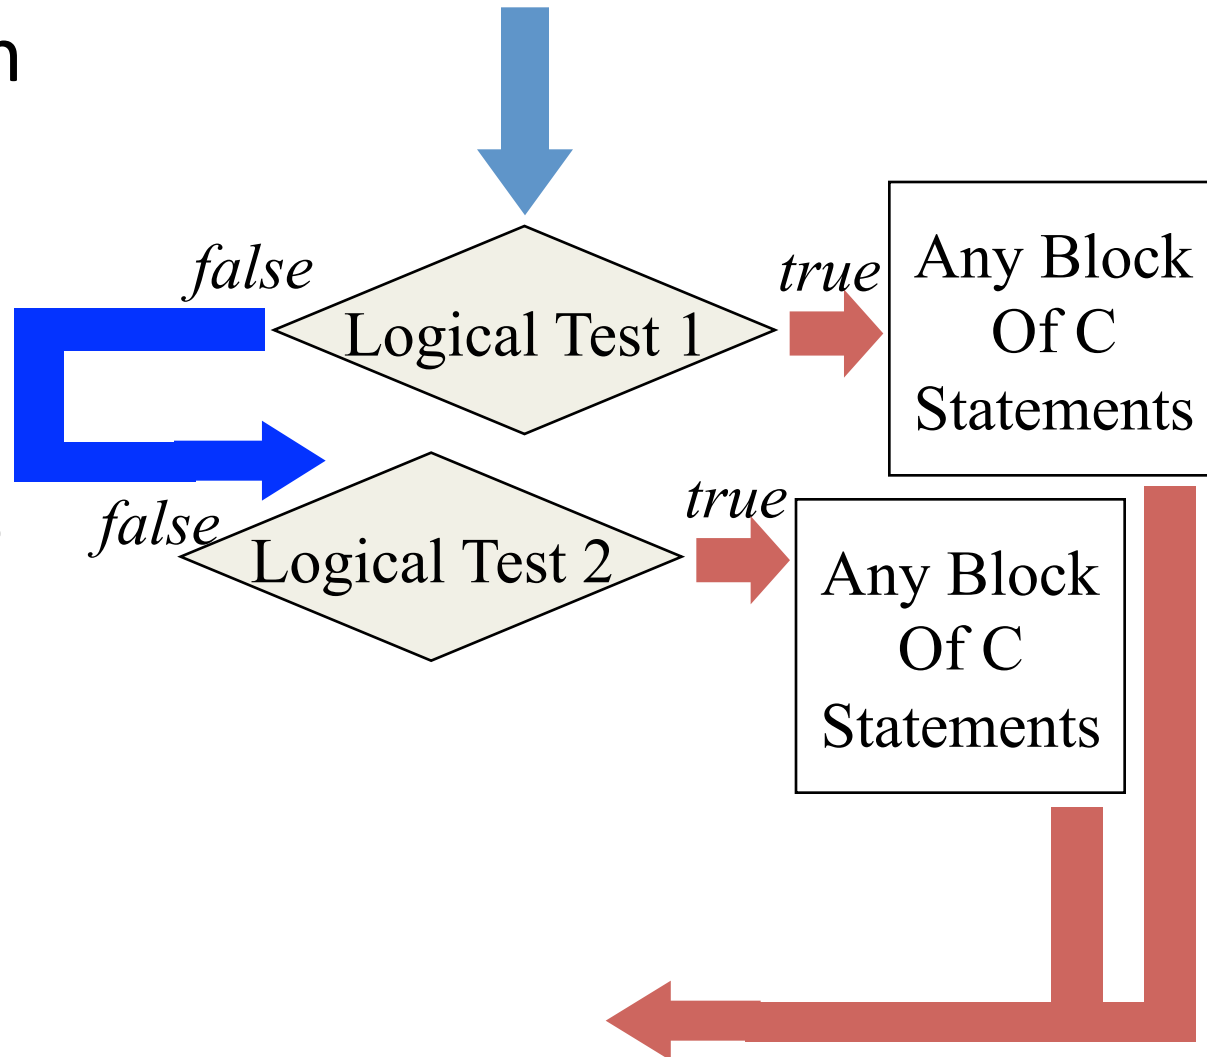 false
true
Logical Test 1
Any Block
Of C
Statements
false
true
Logical Test 2
Any Block
Of C
Statements